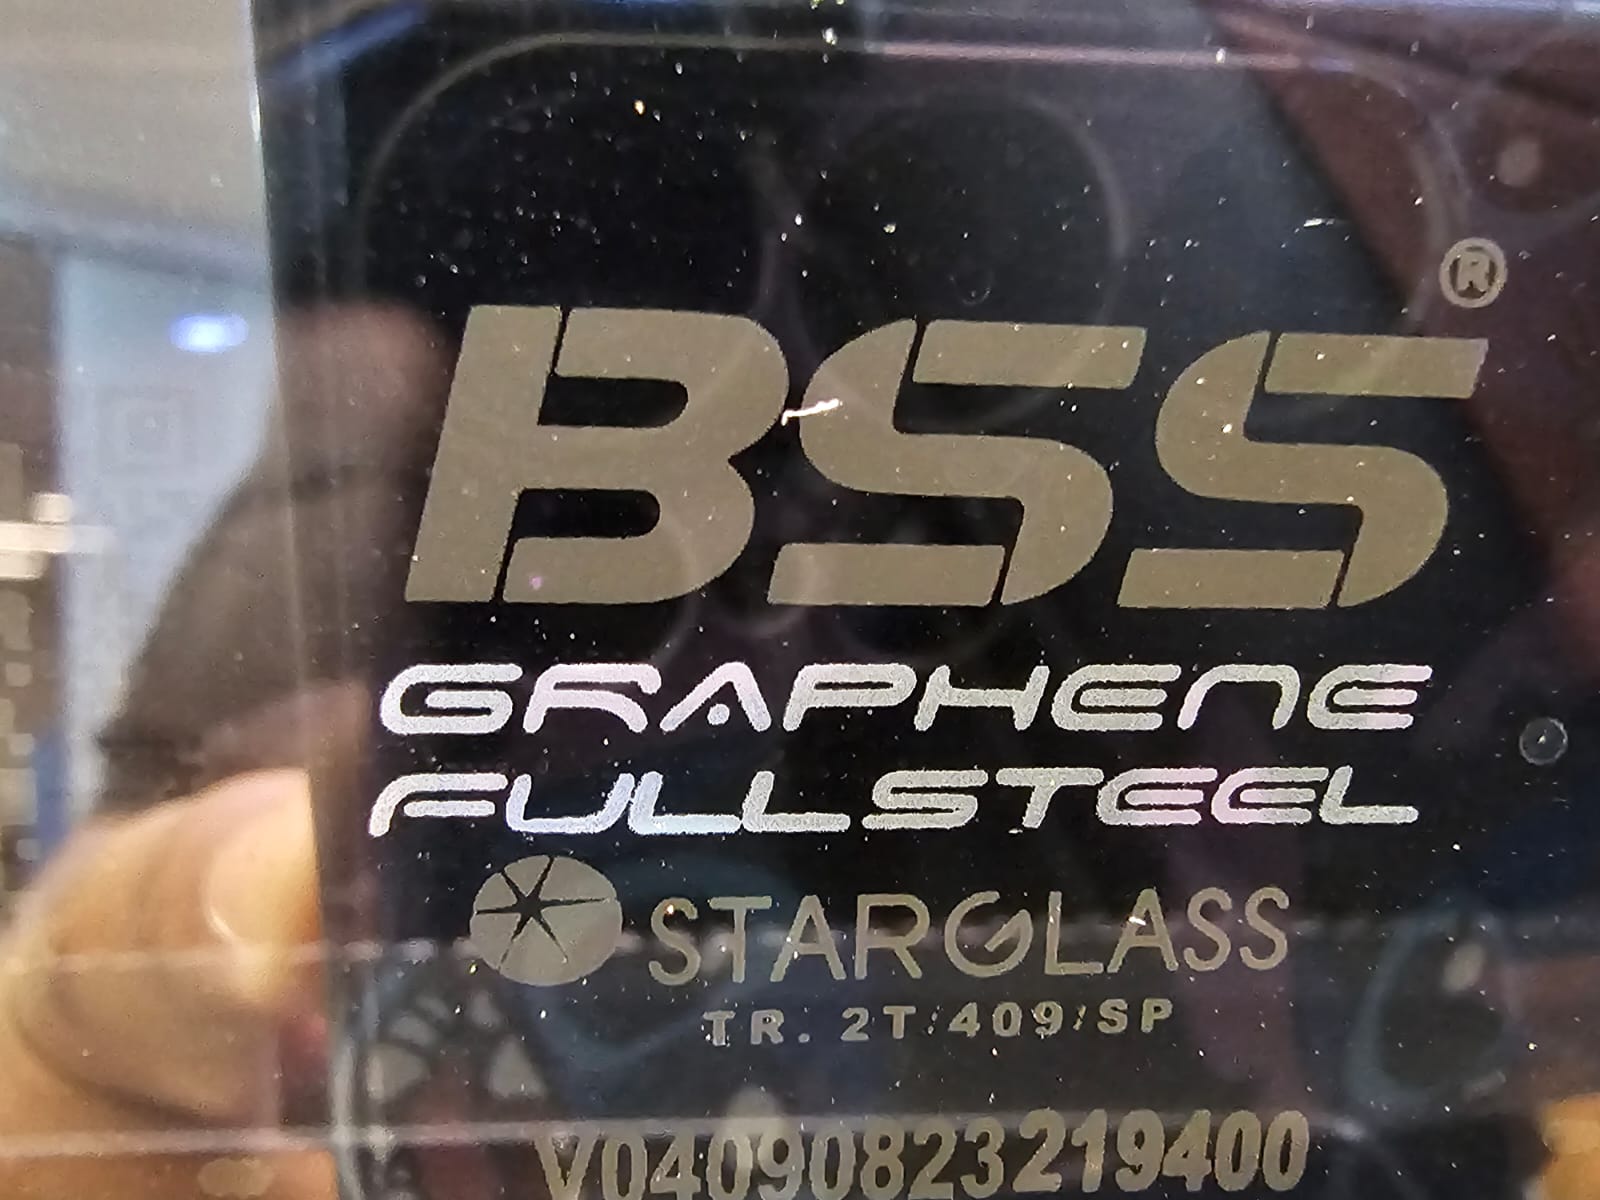 BSS®
GRAPHENE
FULLSTEEL
STARGLASS
TR. 2T/409/SP
V04090823219400